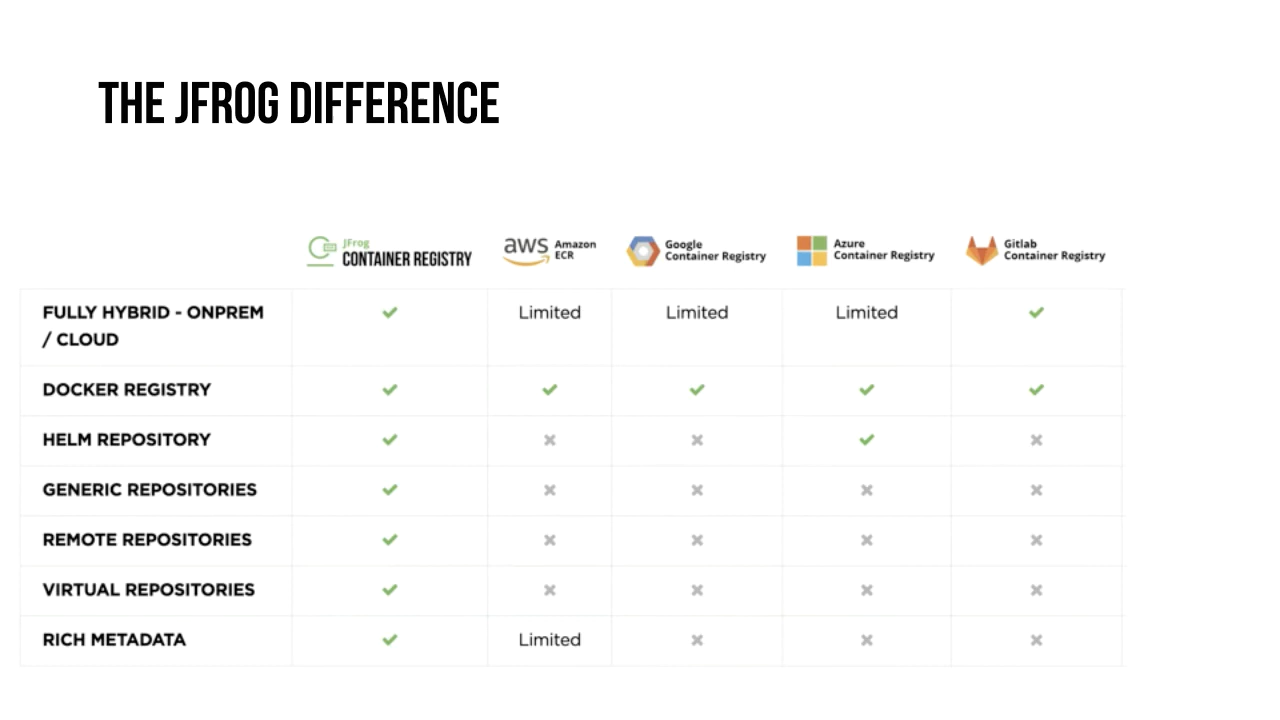 THE JFROG DIFFERENCE
JFrog
CONTAINER REGISTRY
aws
Amazon
ECR
Google
Container Registry
Azure
Container Registry
Gitlab
Container Registry
FULLY HYBRID - ONPREM
/ CLOUD
Limited
Limited
Limited
DOCKER REGISTRY
HELM REPOSITORY
GENERIC REPOSITORIES
REMOTE REPOSITORIES
VIRTUAL REPOSITORIES
RICH METADATA
Limited